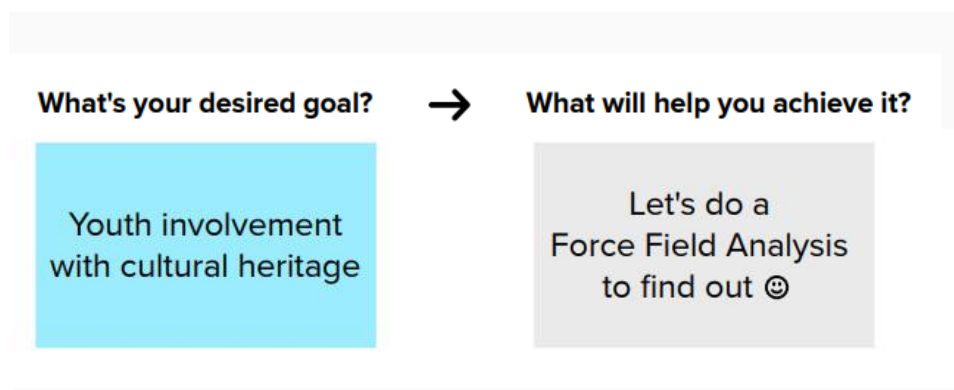 What's your desired goal? → What will help you achieve it?
Youth involvement
with cultural heritage
Let's do a
Force Field Analysis
to find out ☺